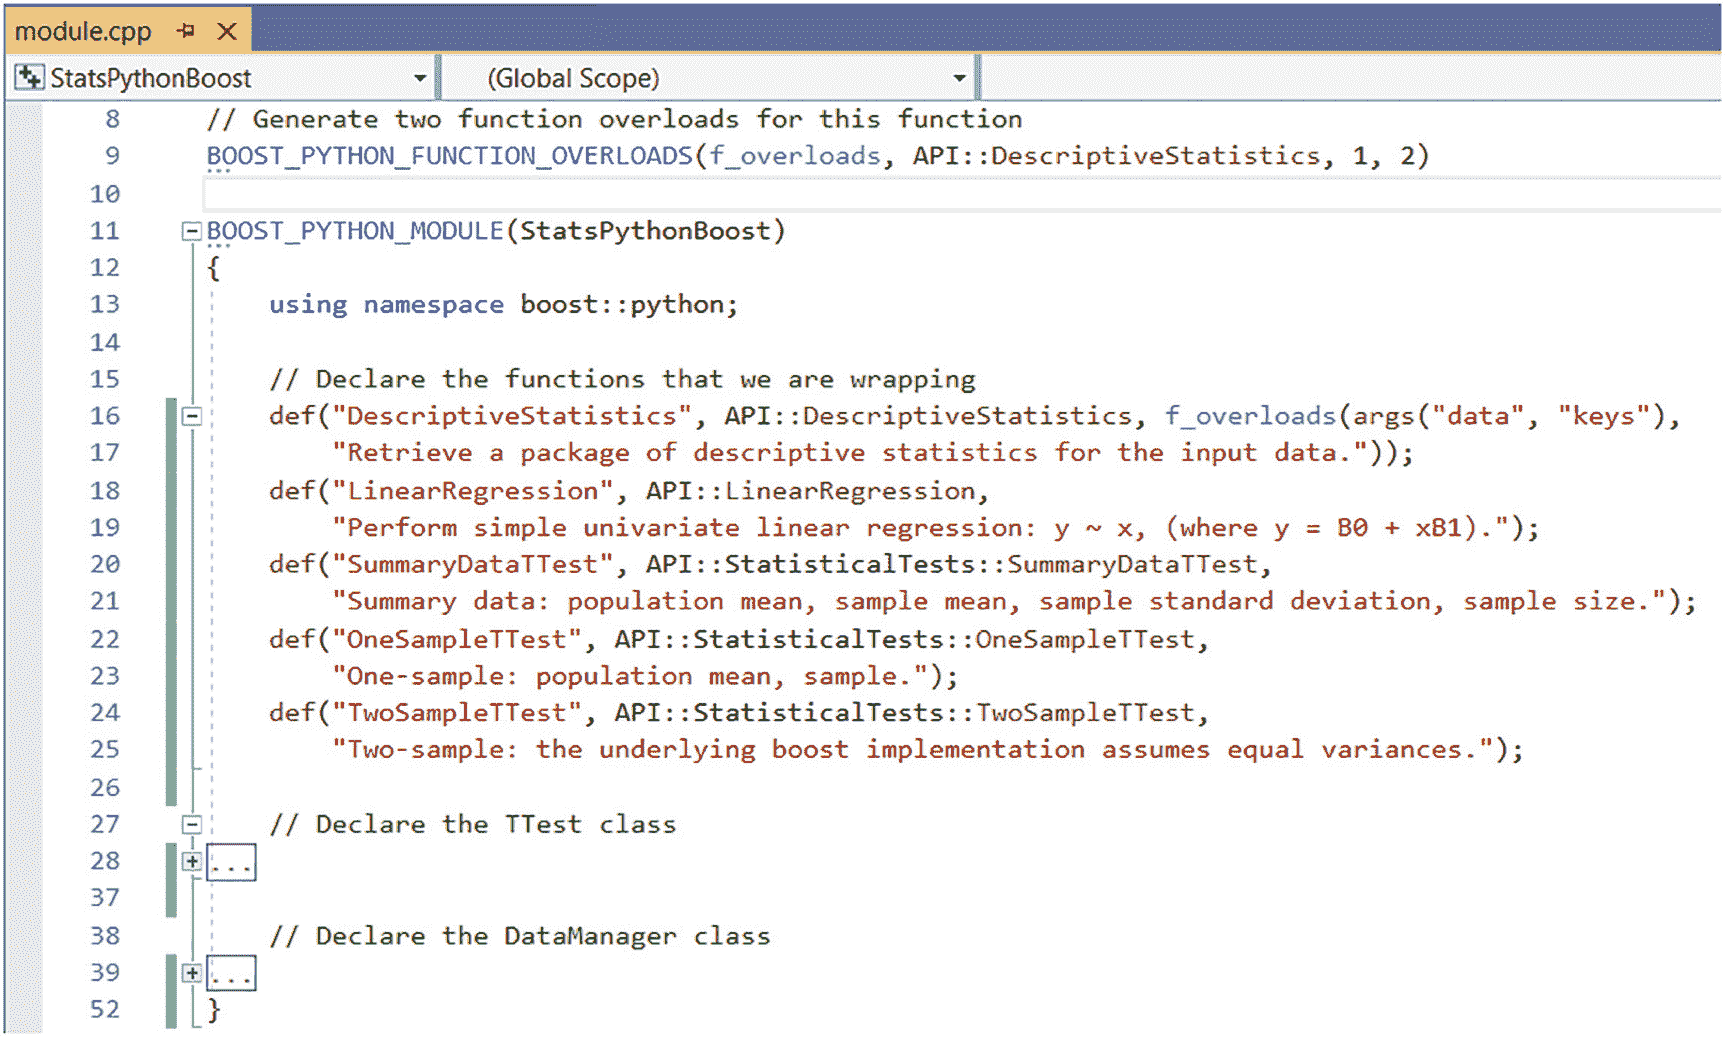 module.cpp
StatsPythonBoost (Global Scope)
8 // Generate two function overloads for this function
9 BOOST_PYTHON_FUNCTION_OVERLOADS(f_overloads, API::DescriptiveStatistics, 1, 2)
10
11 BOOST_PYTHON_MODULE(StatsPythonBoost)
12 {
13 using namespace boost::python;
14
15 // Declare the functions that we are wrapping
16 def("DescriptiveStatistics", API::DescriptiveStatistics, f_overloads(args("data", "keys"),
17 "Retrieve a package of descriptive statistics for the input data."));
18 def("LinearRegression", API::LinearRegression,
19 "Perform simple univariate linear regression: y ~ x, (where y = B0 + xB1).");
20 def("SummaryDataTTest", API::StatisticalTests::SummaryDataTTest,
21 "Summary data: population mean, sample mean, sample standard deviation, sample size.");
22 def("OneSampleTTest", API::StatisticalTests::OneSampleTTest,
23 "One-sample: population mean, sample.");
24 def("TwoSampleTTest", API::StatisticalTests::TwoSampleTTest,
25 "Two-sample: the underlying boost implementation assumes equal variances.");
26
27 // Declare the TTest class
28 ...
37
38 // Declare the DataManager class
39 ...
52 }